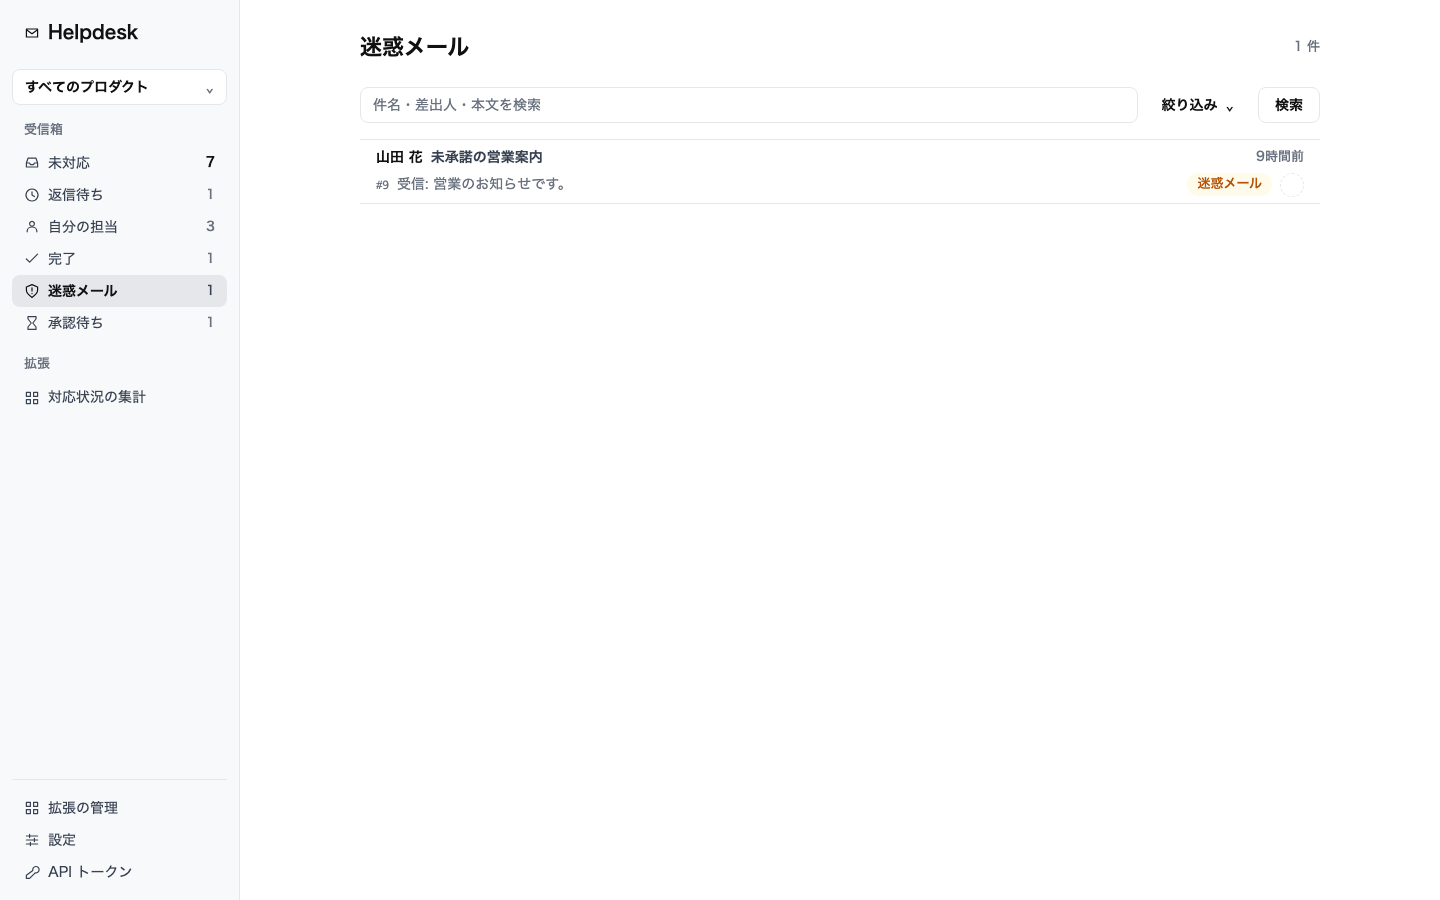 Helpdesk
すべてのプロダクト
受信箱
未対応 7
返信待ち 1
自分の担当 3
完了 1
迷惑メール 1
承認待ち 1
拡張
対応状況の集計
拡張の管理
設定
API トークン
迷惑メール 1 件
件名・差出人・本文を検索 絞り込み 検索
山田 花 未承諾の営業案内 9時間前
#9 受信: 営業のお知らせです。 迷惑メール